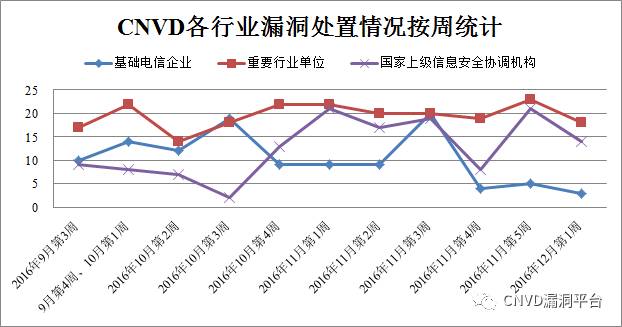 CNVD各行业漏洞处置情况按周统计
基础电信企业 重要行业单位 国家上级信息安全协调机构
25
20
15
10
5
0
2016年9月第3周
9月第4周、10月第1周
2016年10月第2周
2016年10月第3周
2016年10月第4周
2016年11月第1周
2016年11月第2周
2016年11月第3周
2016年11月第4周
2016年11月第5周
2016年12月第1周
CNVD漏洞平台